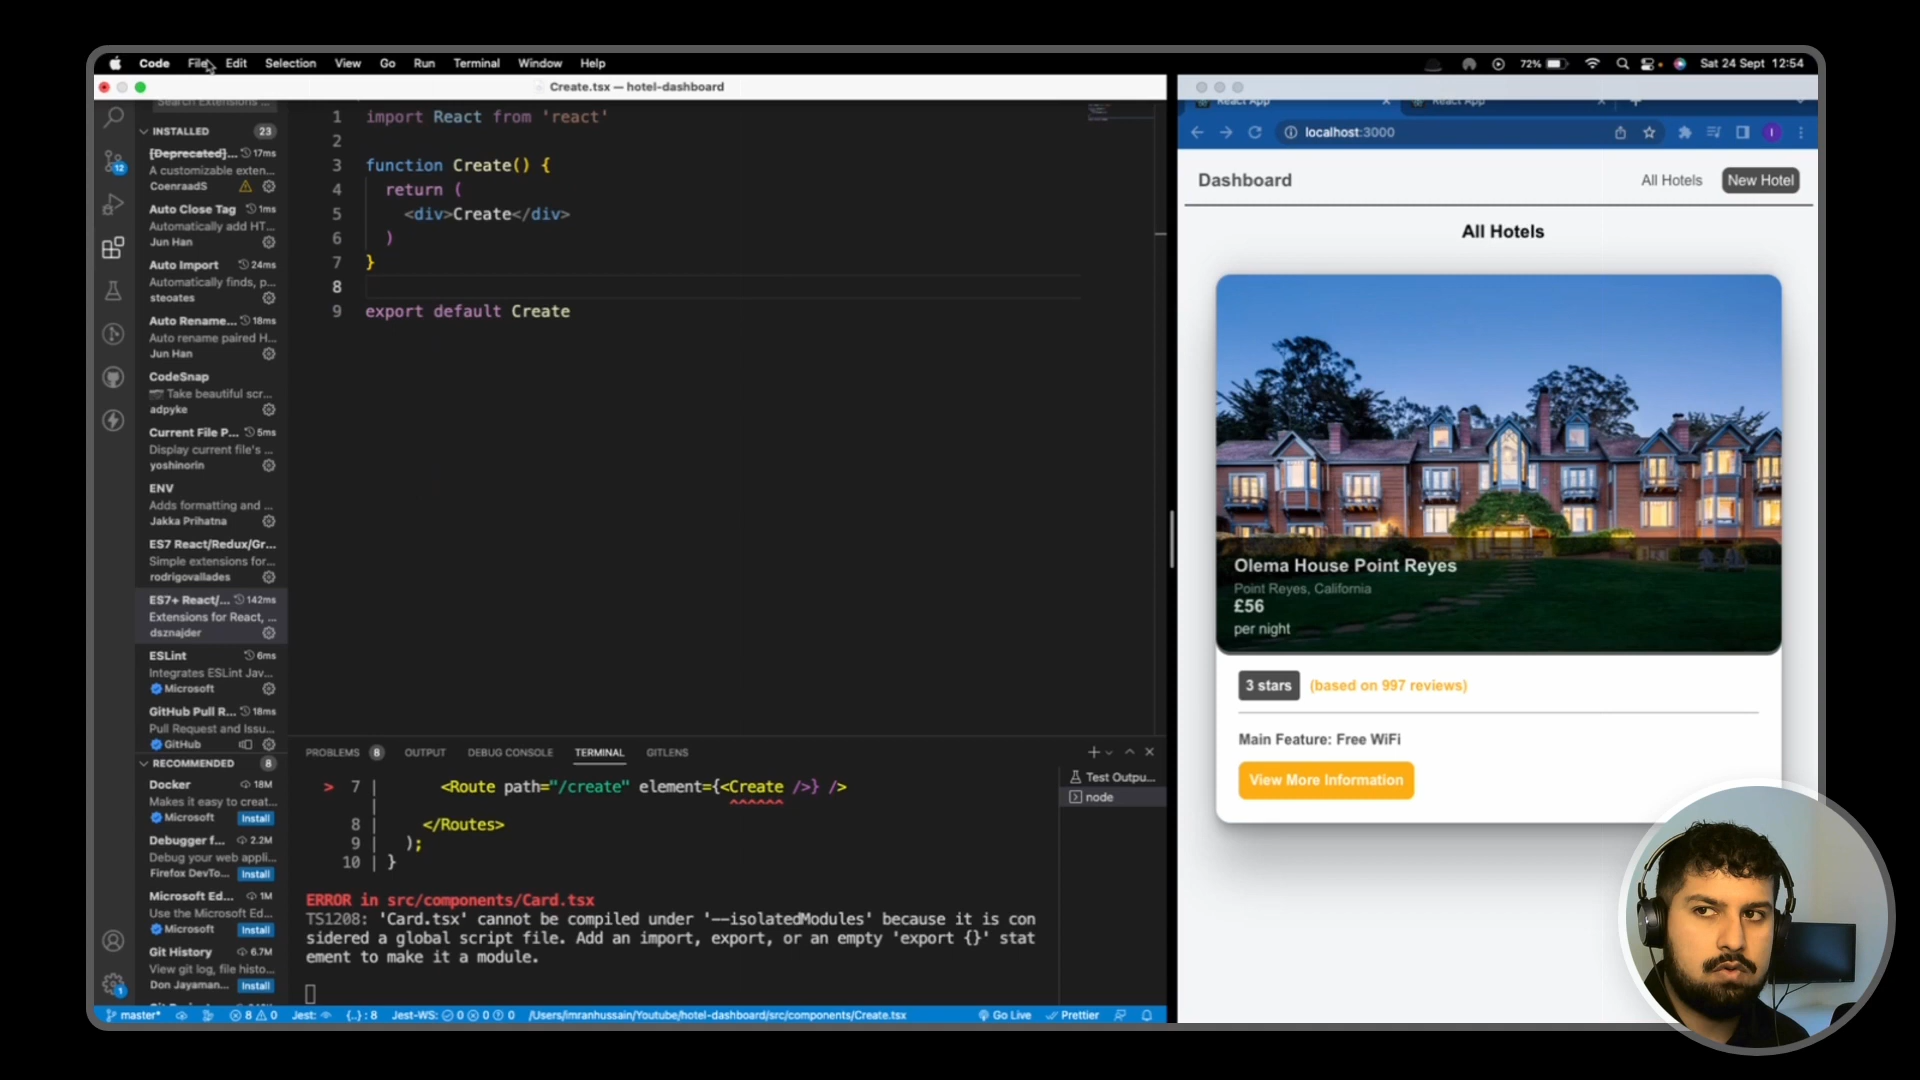 Code File Edit Selection View Go Run Terminal Window Help
72% Sat 24 Sept 12:54
Create.tsx — hotel-dashboard
Search Extensions ...
INSTALLED 23
[Deprecated]... 17ms
A customizable exten...
CoenraadS
Auto Close Tag 1ms
Automatically add HT...
Jun Han
Auto Import 24ms
Automatically finds, p...
steoates
Auto Rename... 18ms
Auto rename paired H...
Jun Han
CodeSnap
Take beautiful scr...
adpyke
Current File P... 5ms
Display current file's ...
yoshinorin
ENV
Adds formatting and ...
Jakka Prihatna
ES7 React/Redux/Gr...
Simple extensions for...
rodrigovallades
ES7+ React/... 142ms
Extensions for React, ...
dsznajder
ESLint 6ms
Integrates ESLint Jav...
Microsoft
GitHub Pull R... 18ms
Pull Request and Issu...
GitHub
RECOMMENDED 8
Docker 18M
Makes it easy to creat...
Microsoft Install
Debugger f... 2.2M
Debug your web appli...
Firefox DevTo... Install
Microsoft Ed... 1M
Use the Microsoft Ed...
Microsoft Install
Git History 6.7M
View git log, file histo...
Don Jayaman... Install
12
1
1 import React from 'react'
2
3 function Create() {
4 return (
5 <div>Create</div>
6 )
7 }
8
9 export default Create
PROBLEMS 8 OUTPUT DEBUG CONSOLE TERMINAL GITLENS
> 7 | <Route path="/create" element={<Create />} />
| ^^^^^^
8 | </Routes>
9 | );
10 | }
ERROR in src/components/Card.tsx
TS1208: 'Card.tsx' cannot be compiled under '--isolatedModules' because it is con
sidered a global script file. Add an import, export, or an empty 'export {}' stat
ement to make it a module.
Test Outpu...
node
master* 8 0 Jest: {..} : 8 Jest-WS: 0 0 0 /Users/imranhussain/Youtube/hotel-dashboard/src/components/Create.tsx Go Live Prettier
React App React App
localhost:3000 I
Dashboard All Hotels New Hotel
All Hotels
Olema House Point Reyes
Point Reyes, California
£56
per night
3 stars (based on 997 reviews)
Main Feature: Free WiFi
View More Information